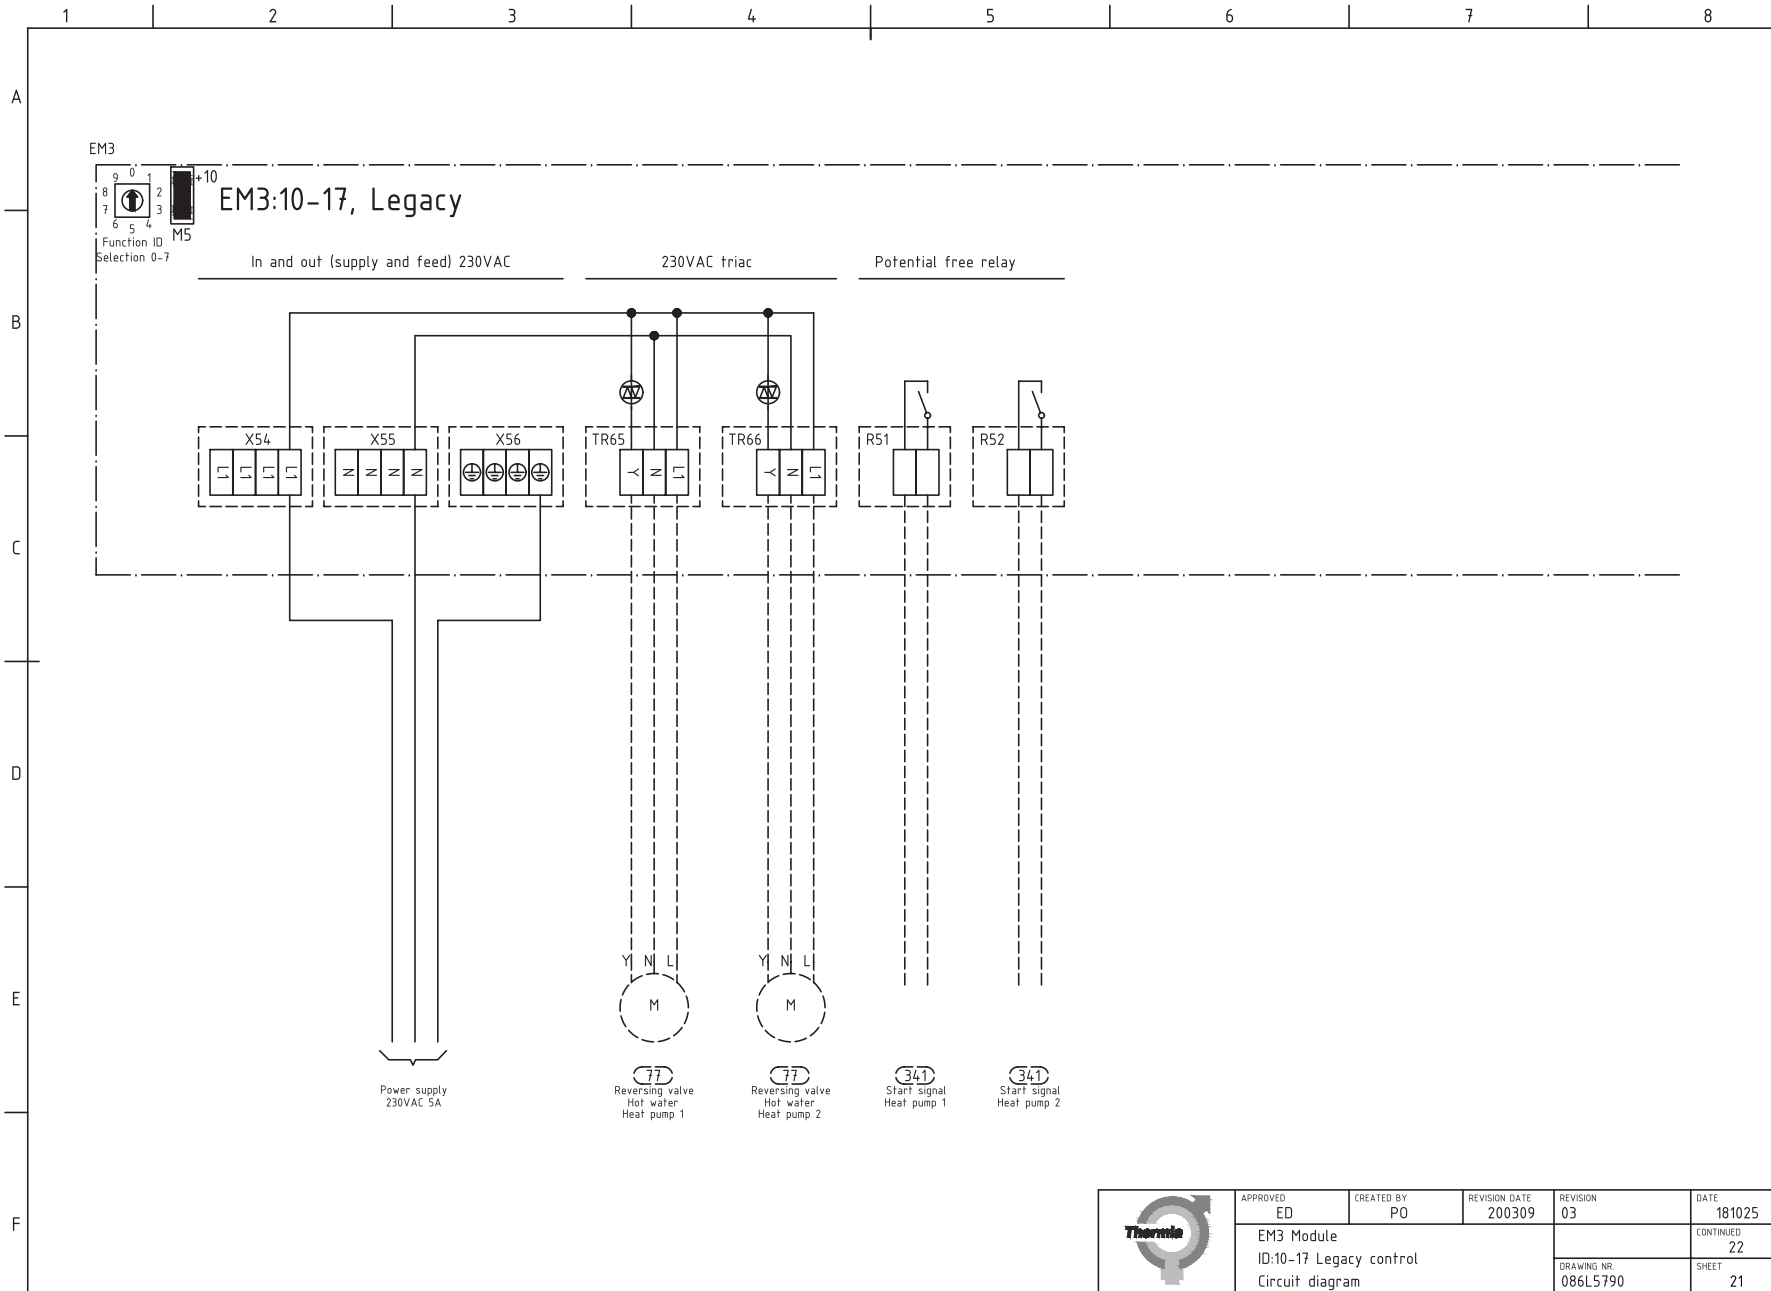 1 2 3 4 5 6 7 8
A
EM3
0
9 1
8 2
7 3
6 4
5
+10
M5
Function ID
Selection 0-7
EM3:10-17, Legacy
In and out (supply and feed) 230VAC
230VAC triac
Potential free relay
B
X54 X55 X56 TR65 TR66 R51 R52
L1 L1 L1 L1 N N N N Y N L1 Y N L1
C
D
Y N L Y N L
E
M M
77 77 341 341
Power supply
230VAC 5A
Reversing valve
Hot water
Heat pump 1
Reversing valve
Hot water
Heat pump 2
Start signal
Heat pump 1
Start signal
Heat pump 2
F
Thermia
APPROVED
ED
CREATED BY
PO
REVISION DATE
200309
REVISION
03
DATE
181025
EM3 Module
ID:10-17 Legacy control
Circuit diagram
CONTINUED
22
DRAWING NR.
086L5790
SHEET
21